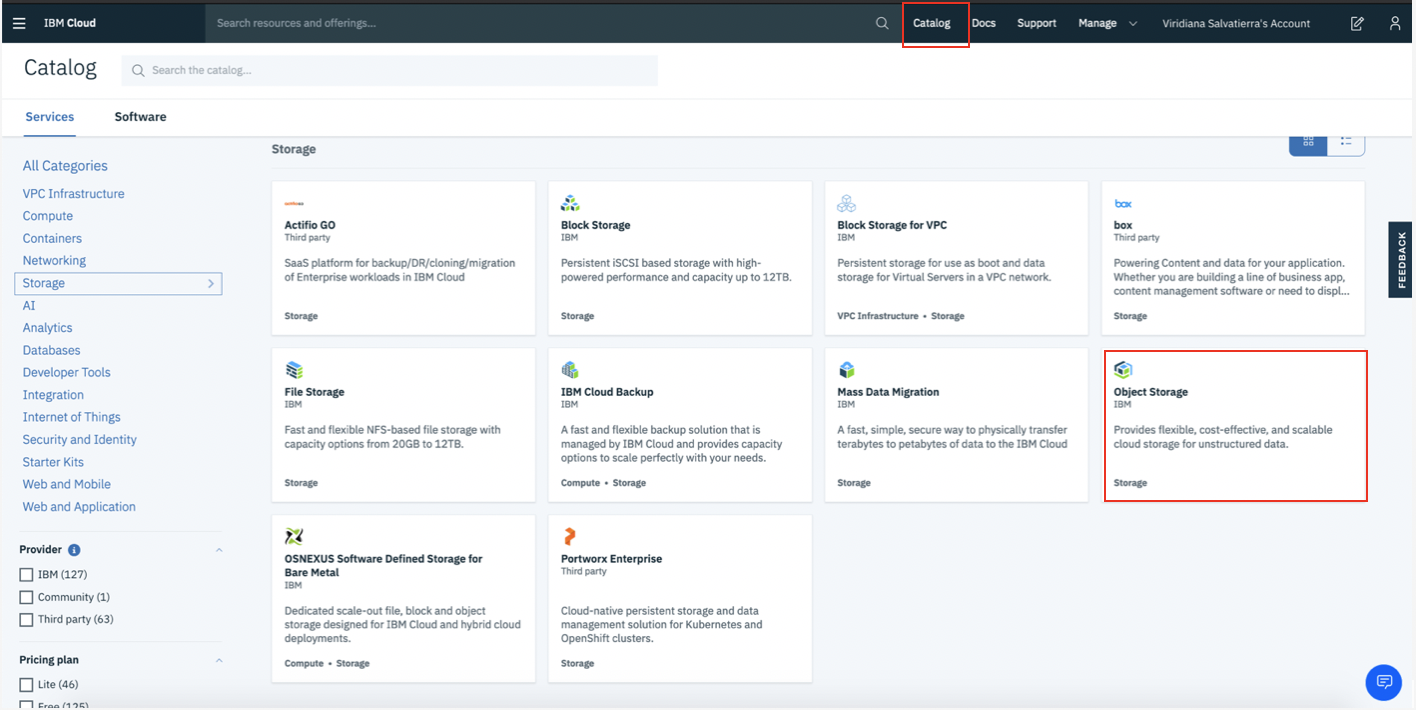 IBM Cloud
Search resources and offerings...
Catalog
Docs
Support
Manage
Viridiana Salvatierra's Account
Catalog
Search the catalog...
Services
Software
All Categories
VPC Infrastructure
Compute
Containers
Networking
Storage
AI
Analytics
Databases
Developer Tools
Integration
Internet of Things
Security and Identity
Starter Kits
Web and Mobile
Web and Application
Provider
IBM (127)
Community (1)
Third party (63)
Pricing plan
Lite (46)
Free (125)
Storage
Actifio GO
Third party
SaaS platform for backup/DR/cloning/migration
of Enterprise workloads in IBM Cloud
Storage
Block Storage
IBM
Persistent iSCSI based storage with high-
powered performance and capacity up to 12TB.
Storage
Block Storage for VPC
IBM
Persistent storage for use as boot and data
storage for Virtual Servers in a VPC network.
VPC Infrastructure • Storage
box
box
Third party
Powering Content and data for your application.
Whether you are building a line of business app,
content management software or need to displ...
Storage
File Storage
IBM
Fast and flexible NFS-based file storage with
capacity options from 20GB to 12TB.
Storage
IBM Cloud Backup
IBM
A fast and flexible backup solution that is
managed by IBM Cloud and provides capacity
options to scale perfectly with your needs.
Compute • Storage
Mass Data Migration
IBM
A fast, simple, secure way to physically transfer
terabytes to petabytes of data to the IBM Cloud
Storage
Object Storage
IBM
Provides flexible, cost-effective, and scalable
cloud storage for unstructured data.
Storage
OSNEXUS Software Defined Storage for
Bare Metal
IBM
Dedicated scale-out file, block and object
storage designed for IBM Cloud and hybrid cloud
deployments.
Compute • Storage
Portworx Enterprise
Third party
Cloud-native persistent storage and data
management solution for Kubernetes and
OpenShift clusters.
Storage
FEEDBACK